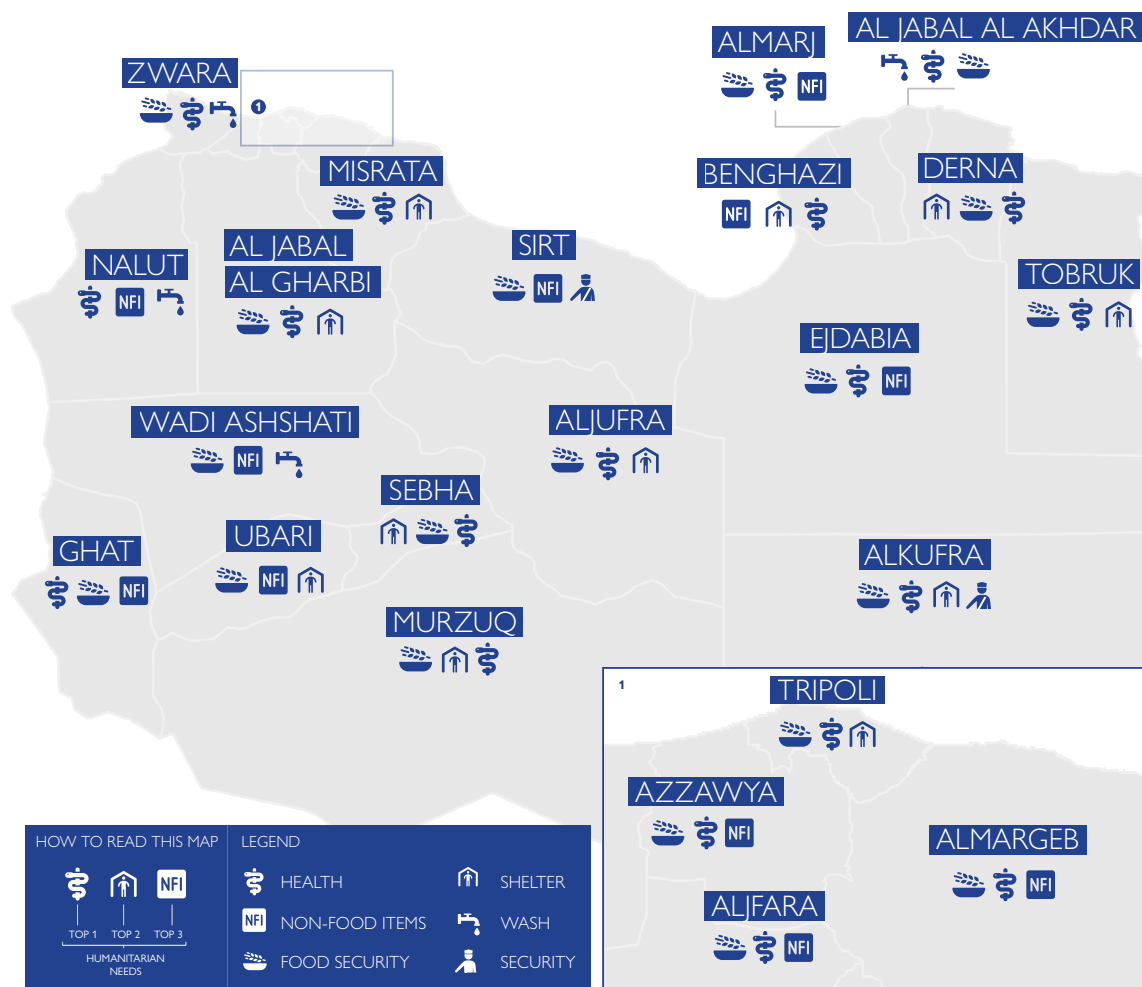 AL JABAL AL AKHDAR
ALMARJ
NFI
ZWARA
1
MISRATA
BENGHAZI
NFI
DERNA
AL JABAL
AL GHARBI
SIRT
NFI
NALUT
NFI
TOBRUK
EJDABIA
NFI
WADI ASHSHATI
NFI
ALJUFRA
SEBHA
UBARI
NFI
GHAT
NFI
ALKUFRA
MURZUQ
1
TRIPOLI
AZZAWYA
NFI
ALMARGEB
NFI
ALJFARA
NFI
HOW TO READ THIS MAP
NFI
TOP 1 TOP 2 TOP 3
HUMANITARIAN
NEEDS
LEGEND
HEALTH
NFI NON-FOOD ITEMS
FOOD SECURITY
SHELTER
WASH
SECURITY